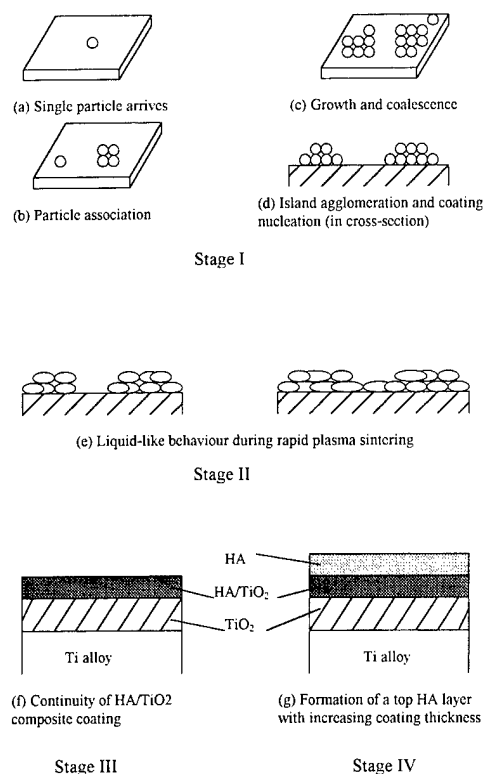 (a) Single particle arrives
(c) Growth and coalescence
(b) Particle association
(d) Island agglomeration and coating
nucleation (in cross-section)
Stage I
(e) Liquid-like behaviour during rapid plasma sintering
Stage II
HA
HA/TiO₂
TiO₂
Ti alloy
Ti alloy
(f) Continuity of HA/TiO2
composite coating
(g) Formation of a top HA layer
with increasing coating thickness
Stage III
Stage IV